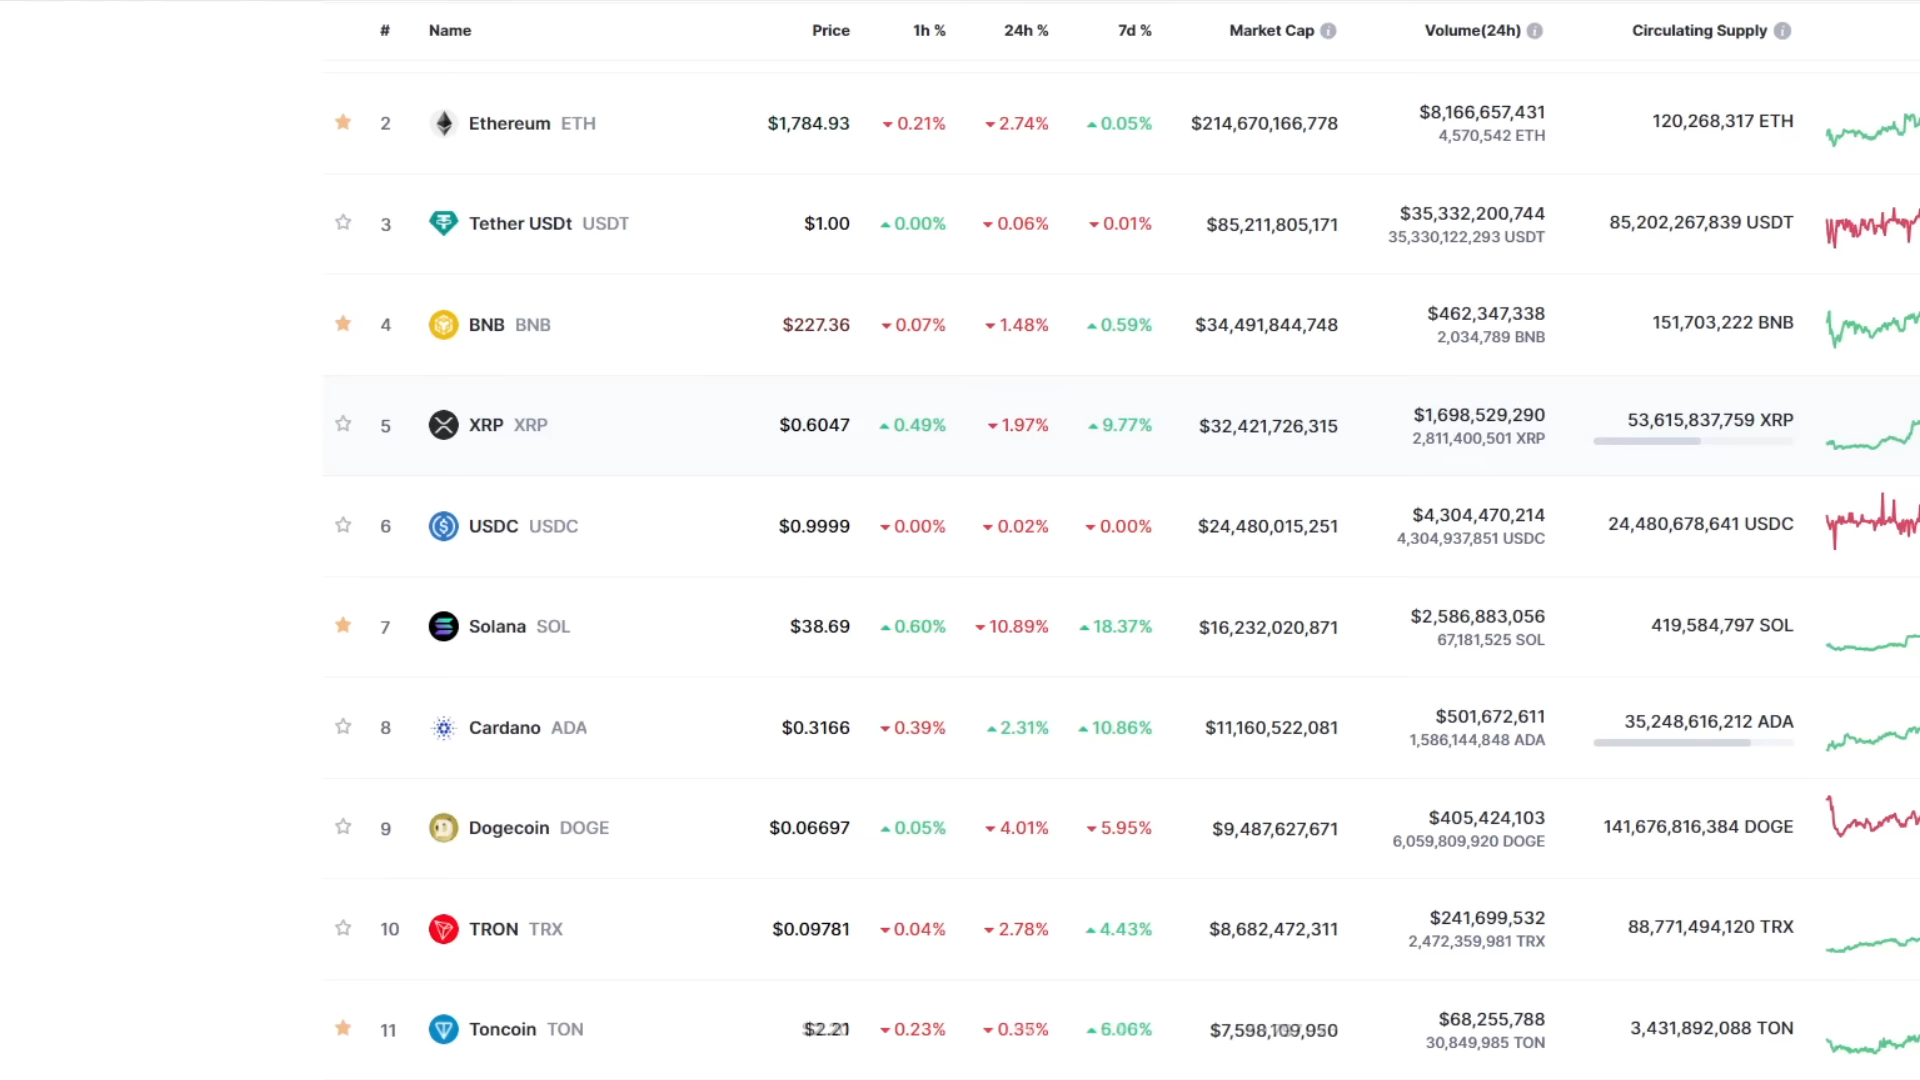 # Name Price 1h % 24h % 7d % Market Cap Volume(24h) Circulating Supply
2 Ethereum ETH $1,784.93 0.21% 2.74% 0.05% $214,670,166,778 $8,166,657,431 120,268,317 ETH
4,570,542 ETH
3 Tether USDt USDT $1.00 0.00% 0.06% 0.01% $85,211,805,171 $35,332,200,744 85,202,267,839 USDT
35,330,122,293 USDT
4 BNB BNB $227.36 0.07% 1.48% 0.59% $34,491,844,748 $462,347,338 151,703,222 BNB
2,034,789 BNB
5 XRP XRP $0.6047 0.49% 1.97% 9.77% $32,421,726,315 $1,698,529,290 53,615,837,759 XRP
2,811,400,501 XRP
6 USDC USDC $0.9999 0.00% 0.02% 0.00% $24,480,015,251 $4,304,470,214 24,480,678,641 USDC
4,304,937,851 USDC
7 Solana SOL $38.69 0.60% 10.89% 18.37% $16,232,020,871 $2,586,883,056 419,584,797 SOL
67,181,525 SOL
8 Cardano ADA $0.3166 0.39% 2.31% 10.86% $11,160,522,081 $501,672,611 35,248,616,212 ADA
1,586,144,848 ADA
9 Dogecoin DOGE $0.06697 0.05% 4.01% 5.95% $9,487,627,671 $405,424,103 141,676,816,384 DOGE
6,059,809,920 DOGE
10 TRON TRX $0.09781 0.04% 2.78% 4.43% $8,682,472,311 $241,699,532 88,771,494,120 TRX
2,472,359,981 TRX
11 Toncoin TON $2.21 0.23% 0.35% 6.06% $68,255,788 3,431,892,088 TON
30,849,985 TON